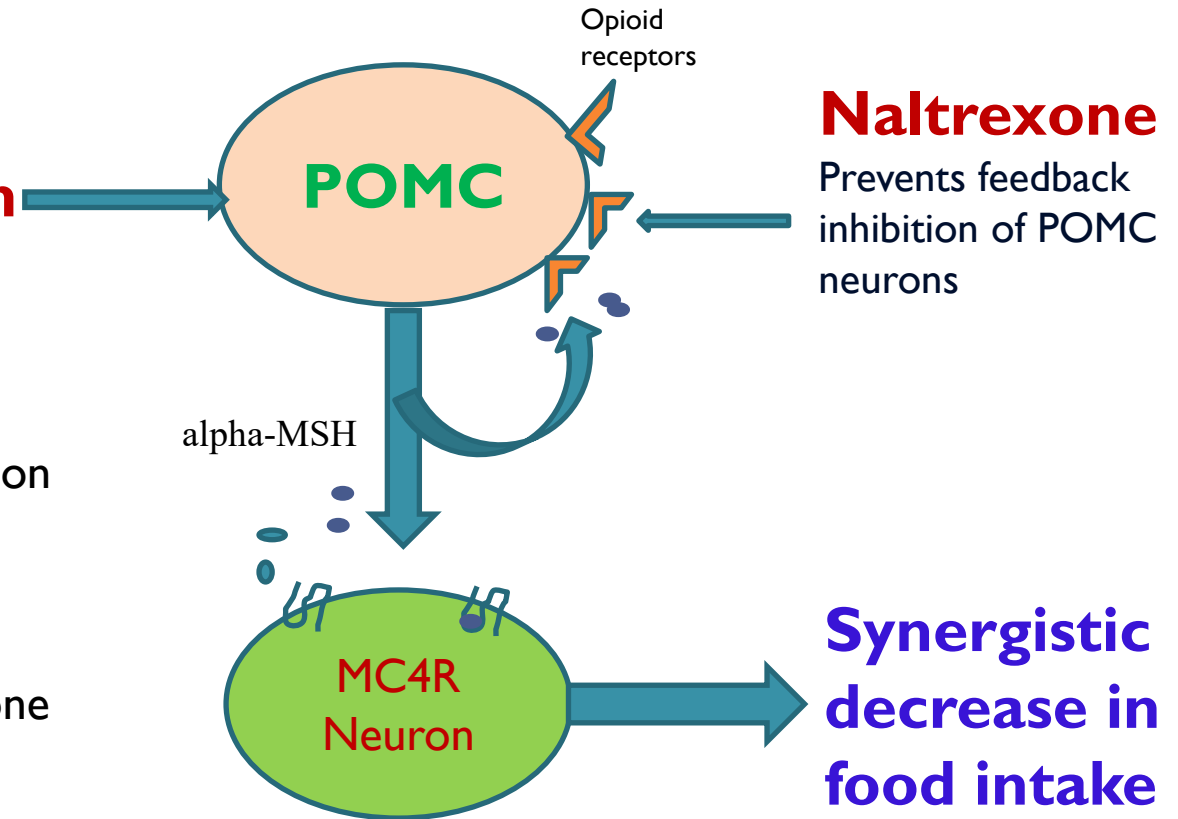 Opioid
receptors
Naltrexone
Prevents feedback
inhibition of POMC
neurons
n
POMC
alpha-MSH
on
MC4R
Neuron
ne
Synergistic
decrease in
food intake